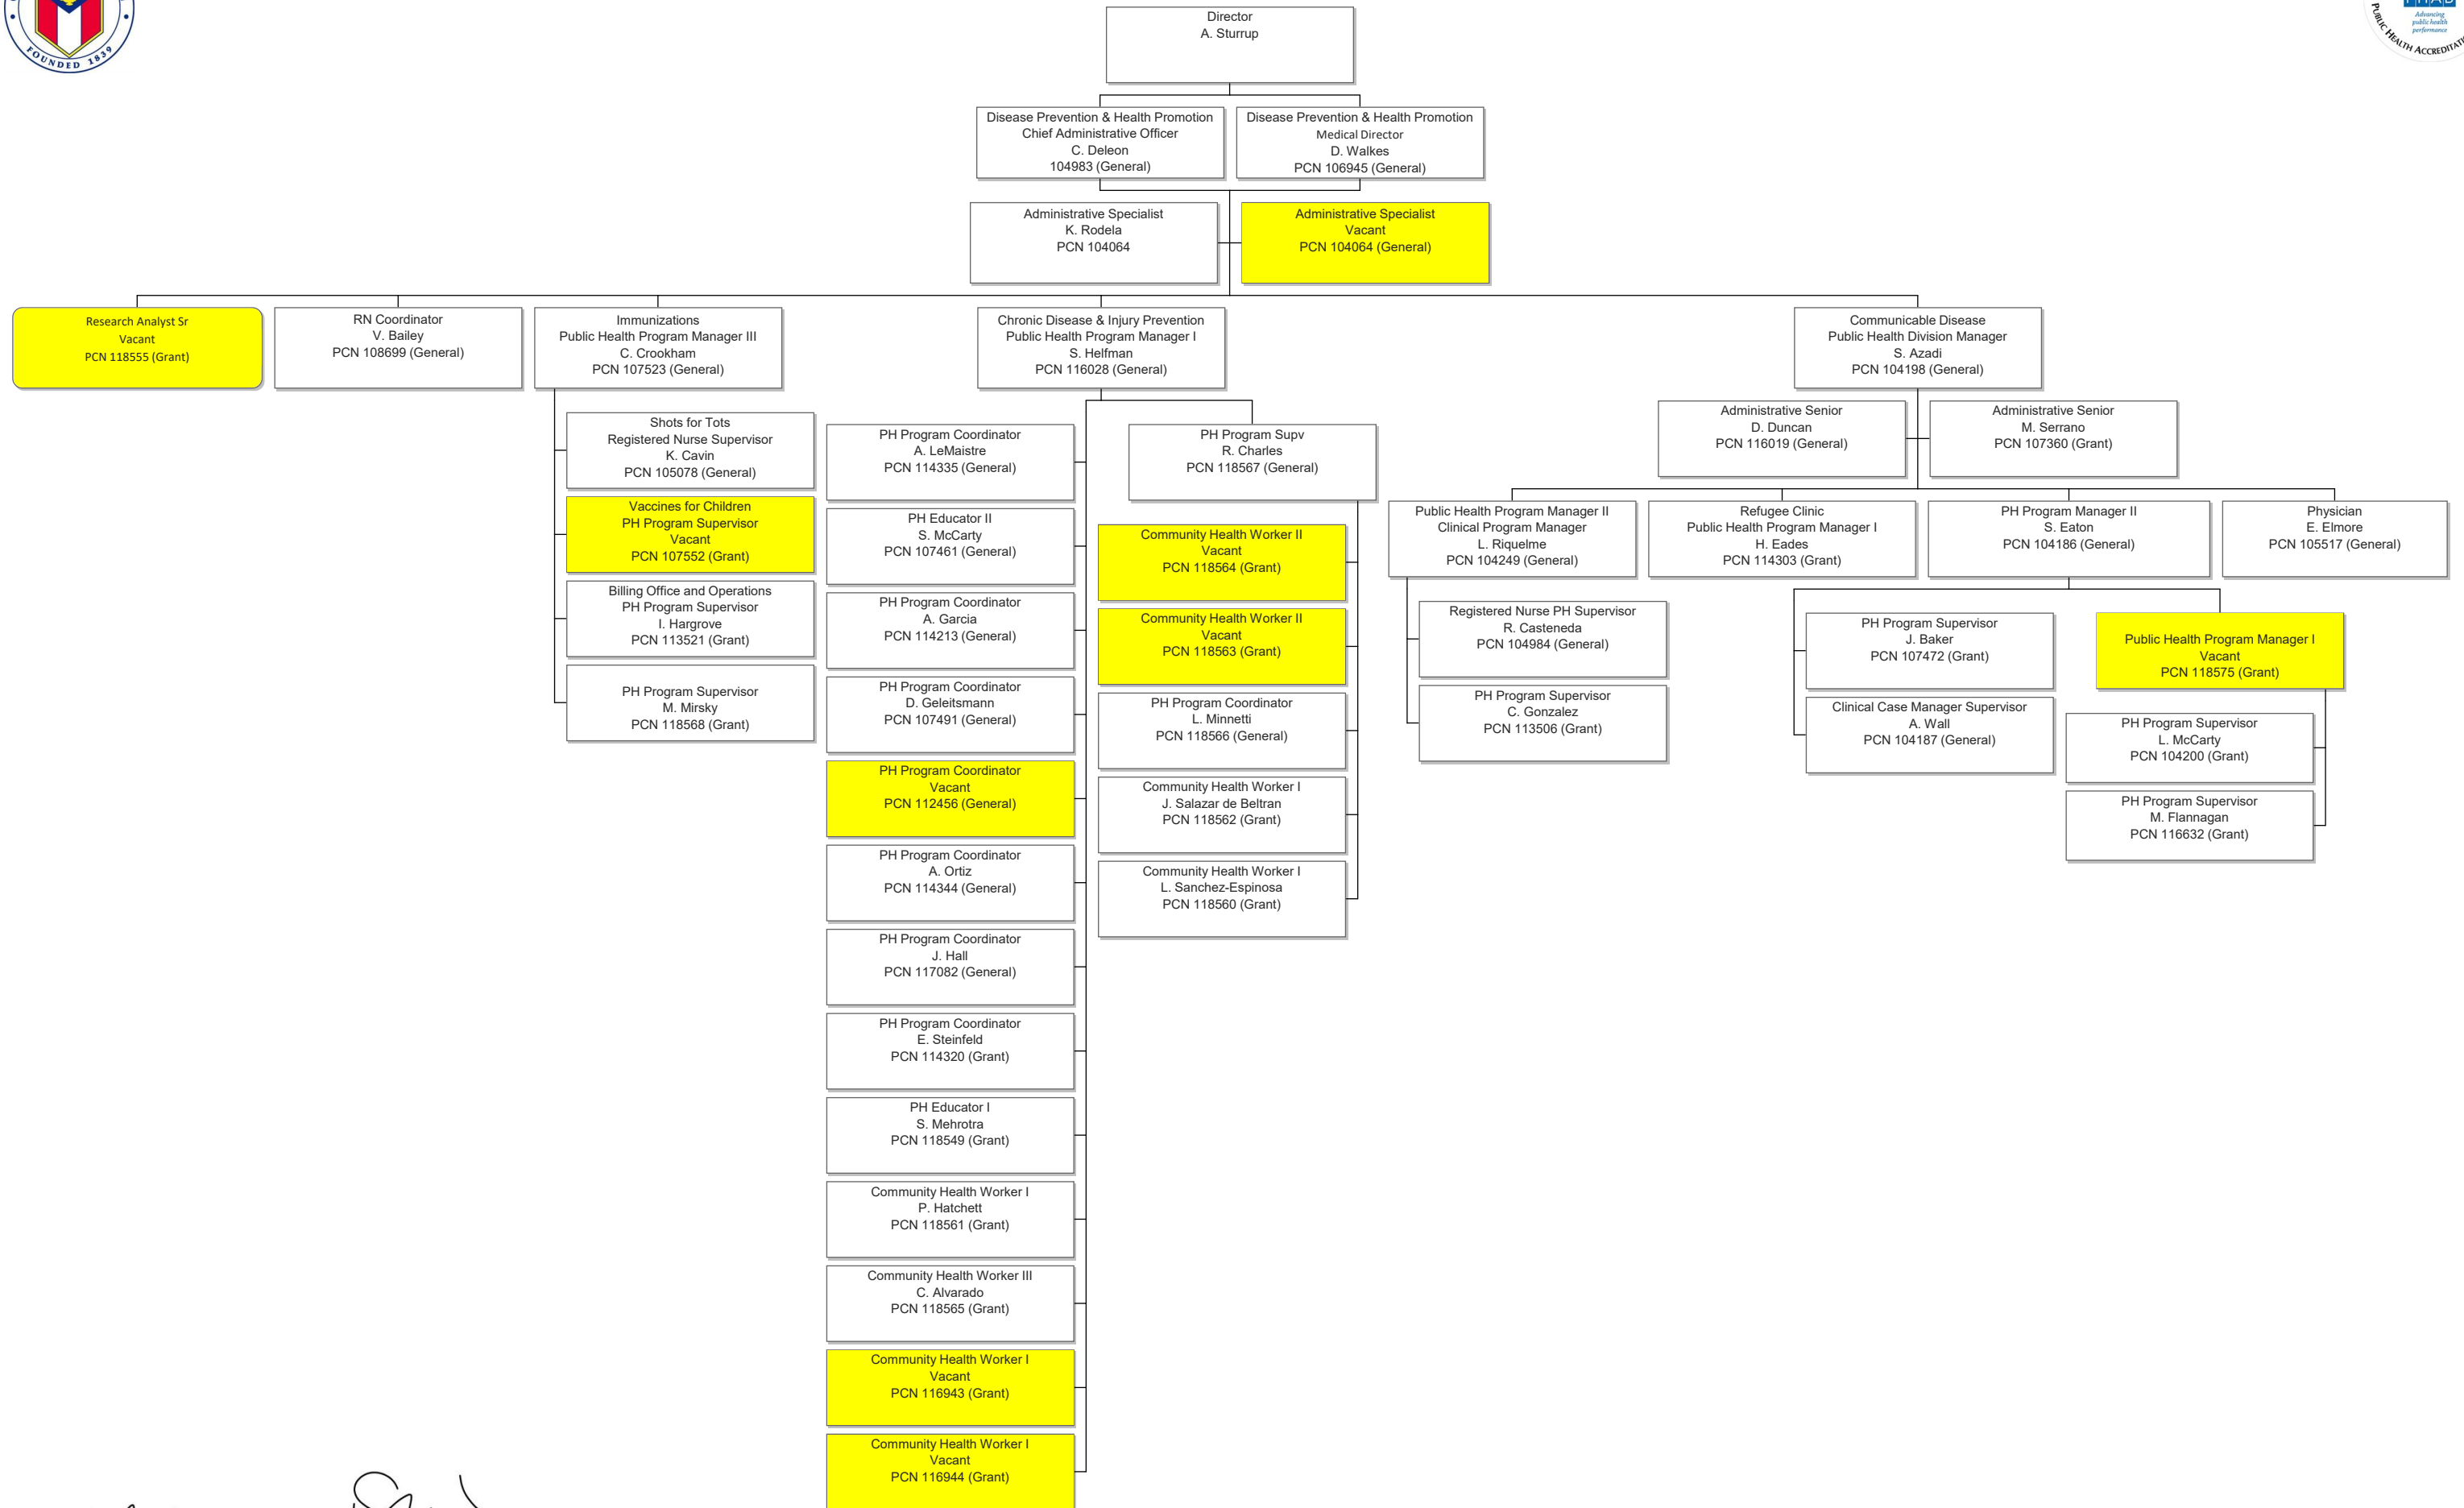 FOUNDED 1839
PHAB
Advancing
public health
performance
PUBLIC HEALTH
Director
A. Sturrup
Disease Prevention & Health Promotion
Chief Administrative Officer
C. Deleon
104983 (General)
Disease Prevention & Health Promotion
Medical Director
D. Walkes
PCN 106945 (General)
Administrative Specialist
K. Rodela
PCN 104064
Administrative Specialist
Vacant
PCN 104064 (General)
Research Analyst Sr
Vacant
PCN 118555 (Grant)
RN Coordinator
V. Bailey
PCN 108699 (General)
Immunizations
Public Health Program Manager III
C. Crookham
PCN 107523 (General)
Chronic Disease & Injury Prevention
Public Health Program Manager I
S. Helfman
PCN 116028 (General)
Communicable Disease
Public Health Division Manager
S. Azadi
PCN 104198 (General)
Shots for Tots
Registered Nurse Supervisor
K. Cavin
PCN 105078 (General)
Vaccines for Children
PH Program Supervisor
Vacant
PCN 107552 (Grant)
Billing Office and Operations
PH Program Supervisor
I. Hargrove
PCN 113521 (Grant)
PH Program Supervisor
M. Mirsky
PCN 118568 (Grant)
PH Program Coordinator
A. LeMaistre
PCN 114335 (General)
PH Educator II
S. McCarty
PCN 107461 (General)
PH Program Coordinator
A. Garcia
PCN 114213 (General)
PH Program Coordinator
D. Geleitsmann
PCN 107491 (General)
PH Program Coordinator
Vacant
PCN 112456 (General)
PH Program Coordinator
A. Ortiz
PCN 114344 (General)
PH Program Coordinator
J. Hall
PCN 117082 (General)
PH Program Coordinator
E. Steinfeld
PCN 114320 (Grant)
PH Educator I
S. Mehrotra
PCN 118549 (Grant)
Community Health Worker I
P. Hatchett
PCN 118561 (Grant)
Community Health Worker III
C. Alvarado
PCN 118565 (Grant)
Community Health Worker I
Vacant
PCN 116943 (Grant)
Community Health Worker I
Vacant
PCN 116944 (Grant)
PH Program Supv
R. Charles
PCN 118567 (General)
Community Health Worker II
Vacant
PCN 118564 (Grant)
Community Health Worker II
Vacant
PCN 118563 (Grant)
PH Program Coordinator
L. Minnetti
PCN 118566 (General)
Community Health Worker I
J. Salazar de Beltran
PCN 118562 (Grant)
Community Health Worker I
L. Sanchez-Espinosa
PCN 118560 (Grant)
Administrative Senior
D. Duncan
PCN 116019 (General)
Administrative Senior
M. Serrano
PCN 107360 (Grant)
Public Health Program Manager II
Clinical Program Manager
L. Riquelme
PCN 104249 (General)
Refugee Clinic
Public Health Program Manager I
H. Eades
PCN 114303 (Grant)
PH Program Manager II
S. Eaton
PCN 104186 (General)
Physician
E. Elmore
PCN 105517 (General)
Registered Nurse PH Supervisor
R. Casteneda
PCN 104984 (General)
PH Program Supervisor
C. Gonzalez
PCN 113506 (Grant)
PH Program Supervisor
J. Baker
PCN 107472 (Grant)
Clinical Case Manager Supervisor
A. Wall
PCN 104187 (General)
Public Health Program Manager I
Vacant
PCN 118575 (Grant)
PH Program Supervisor
L. McCarty
PCN 104200 (Grant)
PH Program Supervisor
M. Flannagan
PCN 116632 (Grant)